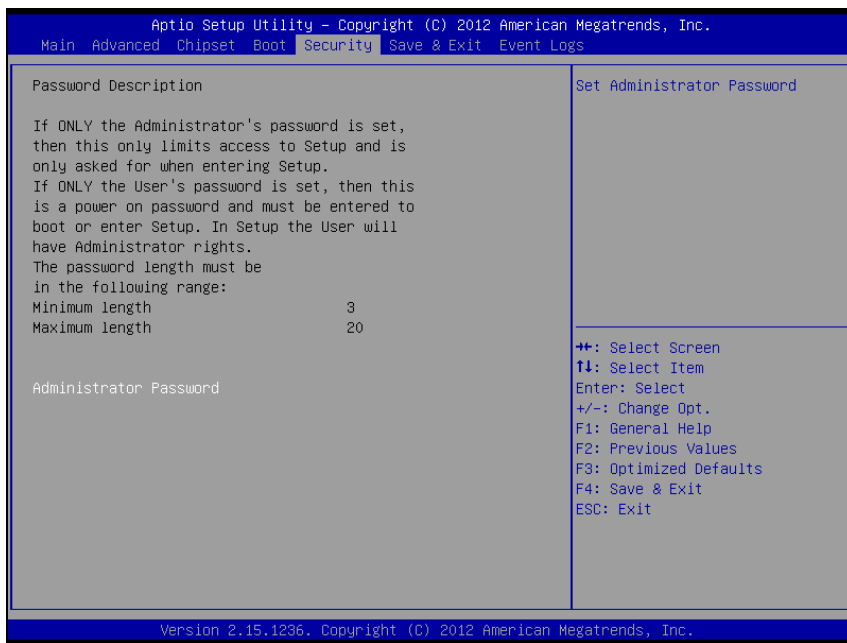 Aptio Setup Utility – Copyright (C) 2012 American Megatrends, Inc.
Main Advanced Chipset Boot Security Save & Exit Event Logs
Password Description
If ONLY the Administrator's password is set,
then this only limits access to Setup and is
only asked for when entering Setup.
If ONLY the User's password is set, then this
is a power on password and must be entered to
boot or enter Setup. In Setup the User will
have Administrator rights.
The password length must be
in the following range:
Minimum length 3
Maximum length 20
Administrator Password
Set Administrator Password
→←: Select Screen
↑↓: Select Item
Enter: Select
+/-: Change Opt.
F1: General Help
F2: Previous Values
F3: Optimized Defaults
F4: Save & Exit
ESC: Exit
Version 2.15.1236. Copyright (C) 2012 American Megatrends, Inc.